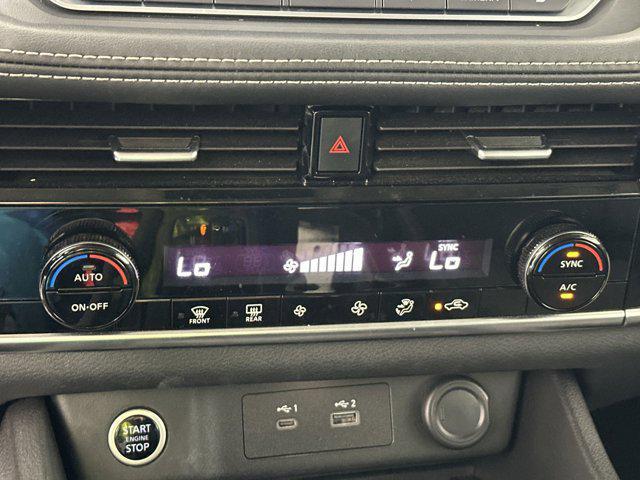 SYNC
Lo
Lo
AUTO
ON·OFF
SYNC
A/C
FRONT
REAR
START
ENGINE
STOP
1
2